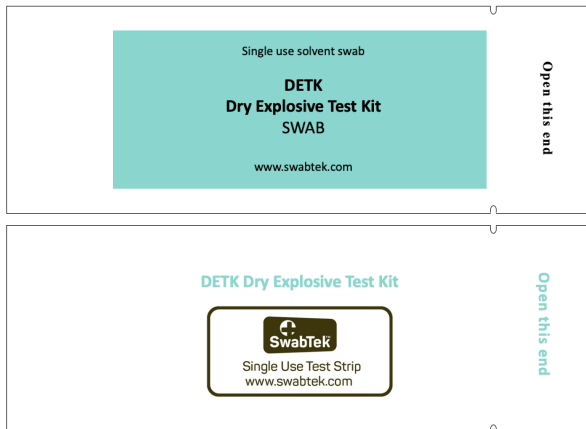 Single use solvent swab
DETK
Dry Explosive Test Kit
SWAB
www.swabtek.com
Open this end
DETK Dry Explosive Test Kit
SwabTek™
Single Use Test Strip
www.swabtek.com
Open this end